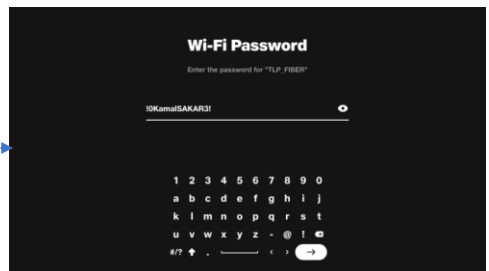 Wi-Fi Password
Enter the password for "TLP_FIBER"
!0KamalSAKAR3!
1 2 3 4 5 6 7 8 9 0
a b c d e f g h i j
k l m n o p q r s t
u v w x y z - @ !
#/? . < >